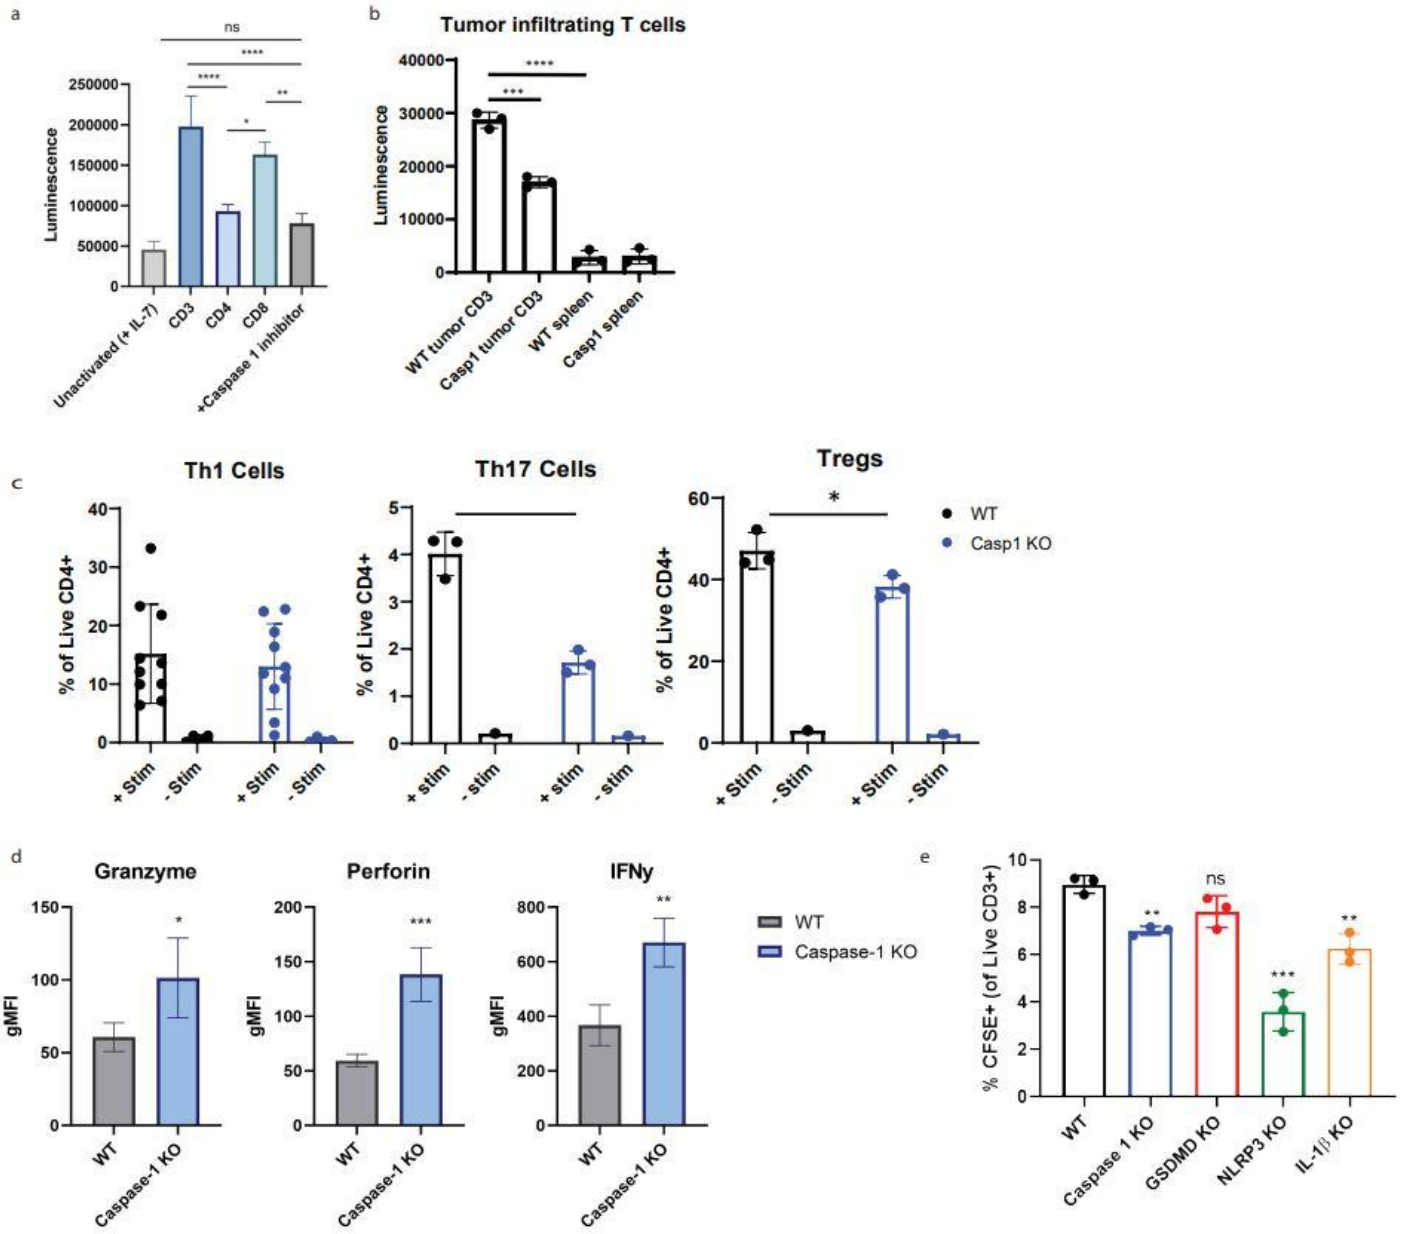 a
ns
****
****
**
*
250000
200000
150000
100000
50000
0
Luminescence
Unactivated (+ IL-7)
CD3
CD4
CD8
+Caspase 1 inhibitor
b
Tumor infiltrating T cells
****
***
40000
30000
20000
10000
0
Luminescence
WT tumor CD3
Casp1 tumor CD3
WT spleen
Casp1 spleen
c
Th1 Cells
40
30
20
10
0
% of Live CD4+
+ Stim
- Stim
+ Stim
- Stim
Th17 Cells
5
4
3
2
1
0
% of Live CD4+
+ stim
- stim
+ stim
- stim
Tregs
*
60
40
20
0
% of Live CD4+
+ Stim
- Stim
+ Stim
- Stim
WT
Casp1 KO
d
Granzyme
*
150
100
50
0
gMFI
WT
Caspase-1 KO
Perforin
***
200
150
100
50
0
gMFI
WT
Caspase-1 KO
IFNy
**
800
600
400
200
0
gMFI
WT
Caspase-1 KO
WT
Caspase-1 KO
e
10
8
6
4
2
0
% CFSE+ (of Live CD3+)
**
ns
***
**
WT
Caspase 1 KO
GSDMD KO
NLRP3 KO
IL-1β KO